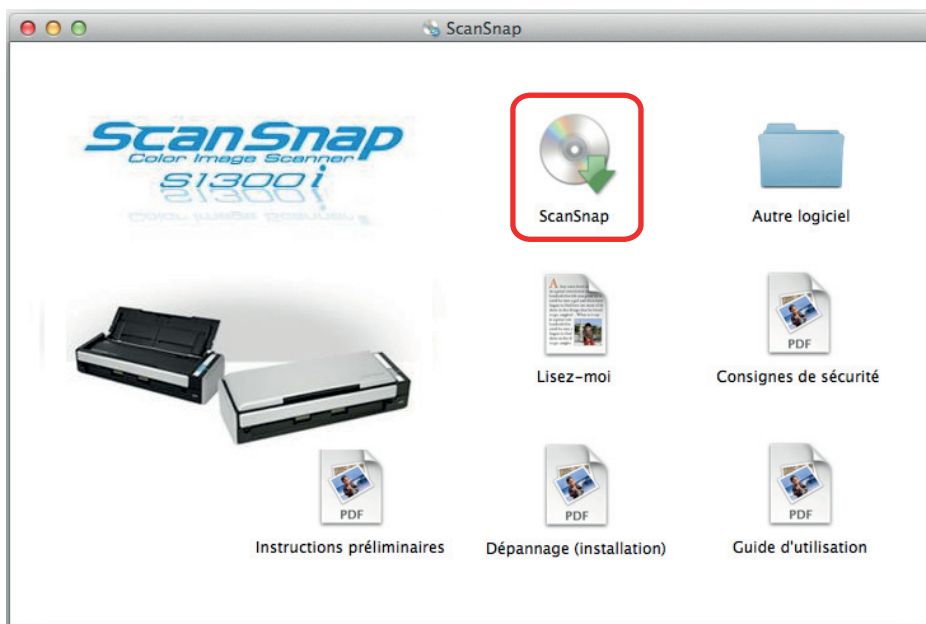 ScanSnap
ScanSnap
Color Image Scanner
S1300i
ScanSnap
Autre logiciel
Lisez-moi
PDF
Consignes de sécurité
PDF
Instructions préliminaires
PDF
Dépannage (installation)
PDF
Guide d'utilisation